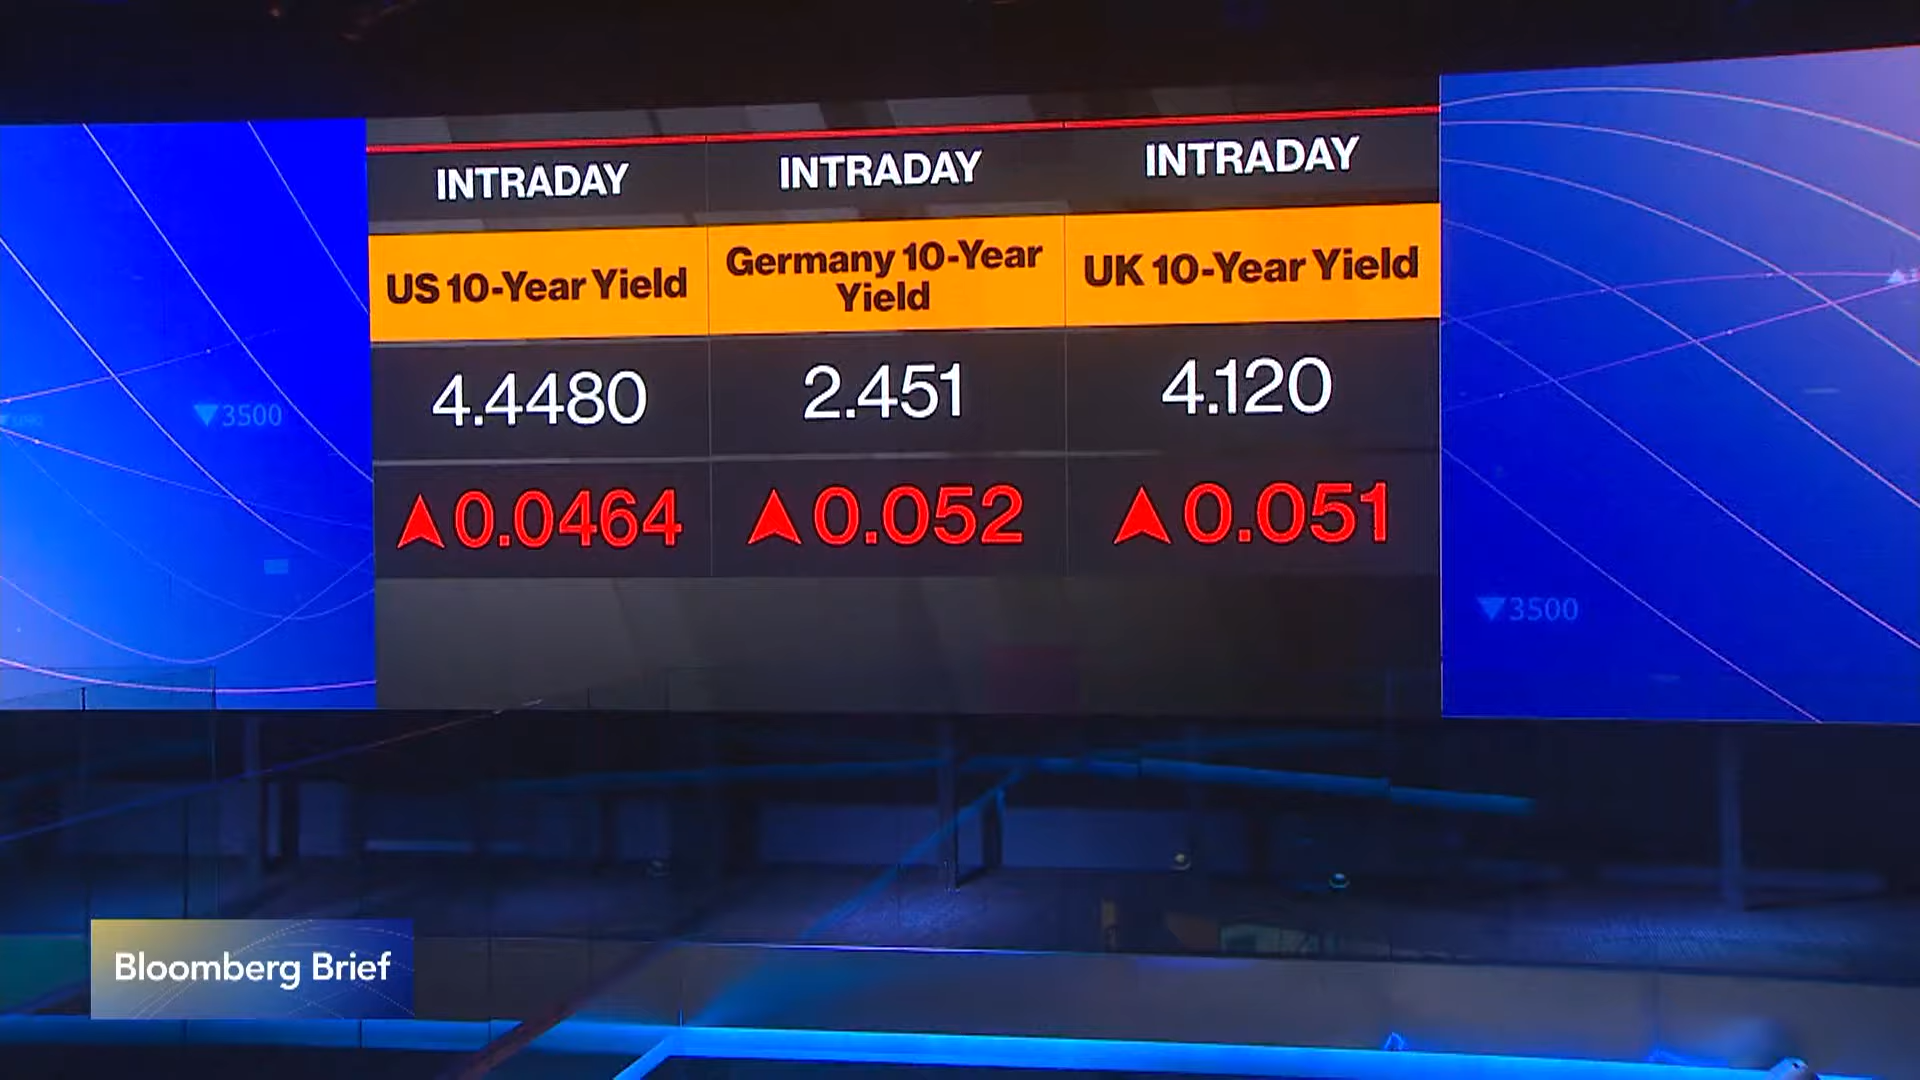 INTRADAY
INTRADAY
INTRADAY
US 10-Year Yield
Germany 10-Year
Yield
UK 10-Year Yield
4.4480
2.451
4.120
▲0.0464
▲0.052
▲0.051
▼3500
▼3500
Bloomberg Brief